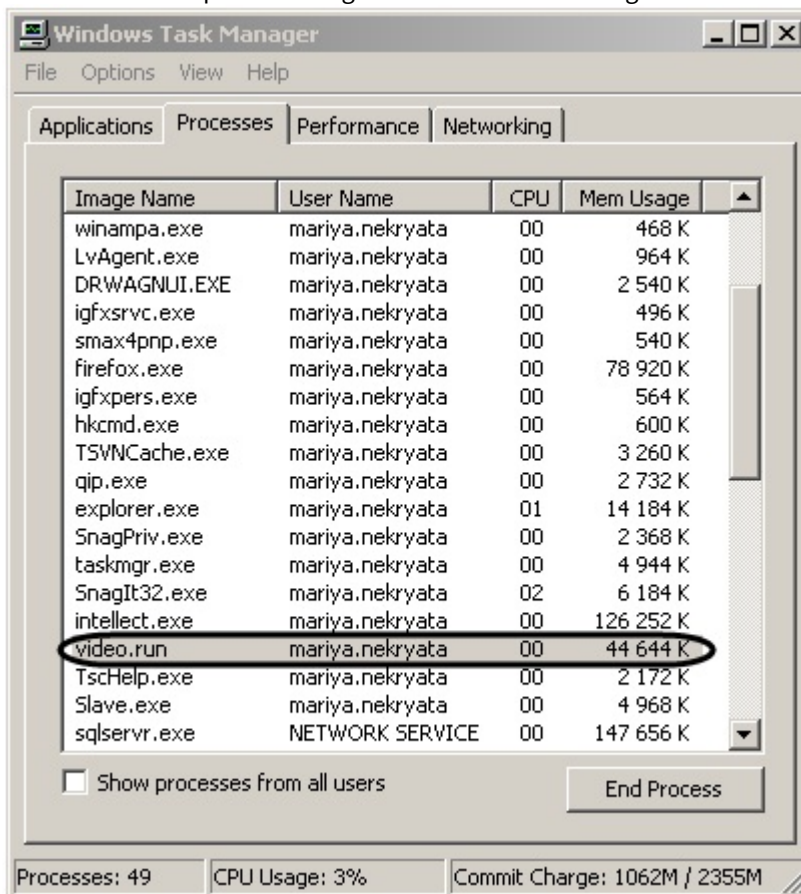 Windows Task Manager
File Options View Help
Applications Processes Performance Networking
Image Name User Name CPU Mem Usage
winampa.exe mariya.nekryata 00 468 K
LvAgent.exe mariya.nekryata 00 964 K
DRWAGNUI.EXE mariya.nekryata 00 2 540 K
igfxsrvc.exe mariya.nekryata 00 496 K
smax4pnp.exe mariya.nekryata 00 540 K
firefox.exe mariya.nekryata 00 78 920 K
igfxpers.exe mariya.nekryata 00 564 K
hkcmd.exe mariya.nekryata 00 600 K
TSVNCache.exe mariya.nekryata 00 3 260 K
qip.exe mariya.nekryata 00 2 732 K
explorer.exe mariya.nekryata 01 14 184 K
SnagPriv.exe mariya.nekryata 00 2 368 K
taskmgr.exe mariya.nekryata 00 4 944 K
SnagIt32.exe mariya.nekryata 02 6 184 K
intellect.exe mariya.nekryata 00 126 252 K
video.run mariya.nekryata 00 44 644 K
TscHelp.exe mariya.nekryata 00 2 172 K
Slave.exe mariya.nekryata 00 4 968 K
sqlservr.exe NETWORK SERVICE 00 147 656 K
Show processes from all users End Process
Processes: 49 CPU Usage: 3% Commit Charge: 1062M / 2355M